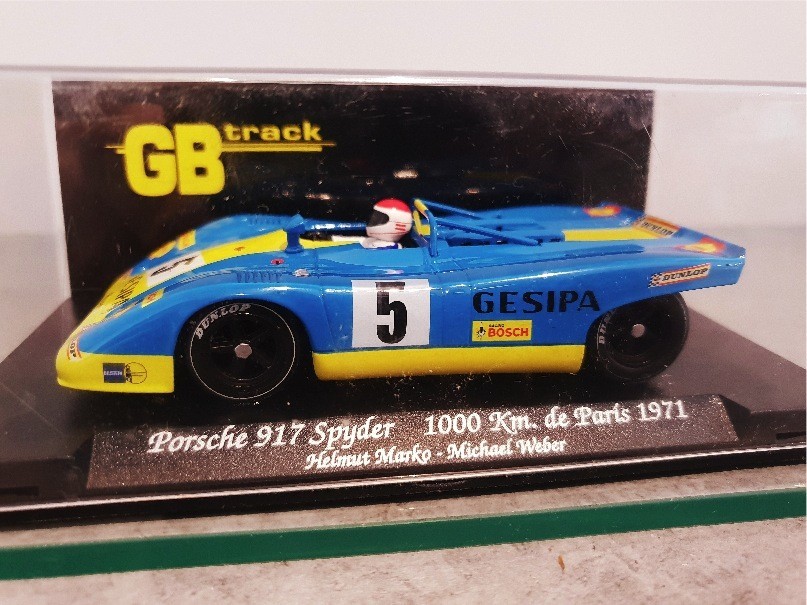 GB track
5
5
GESIPA
BOSCH
DUNLOP
DUNLOP
DUNLOP
Porsche 917 Spyder 1000 Km. de Paris 1971
Helmut Marko - Michael Weber